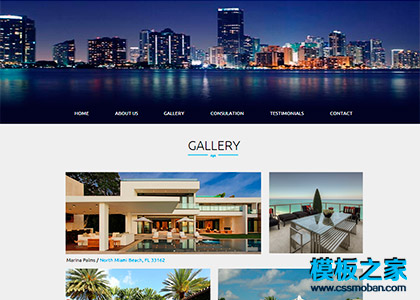 HOME ABOUT US GALLERY CONSULATION TESTIMONIALS CONTACT
GALLERY
Marina Palms / North Miami Beach, FL 33162
模板之家
www.cssmoban.com